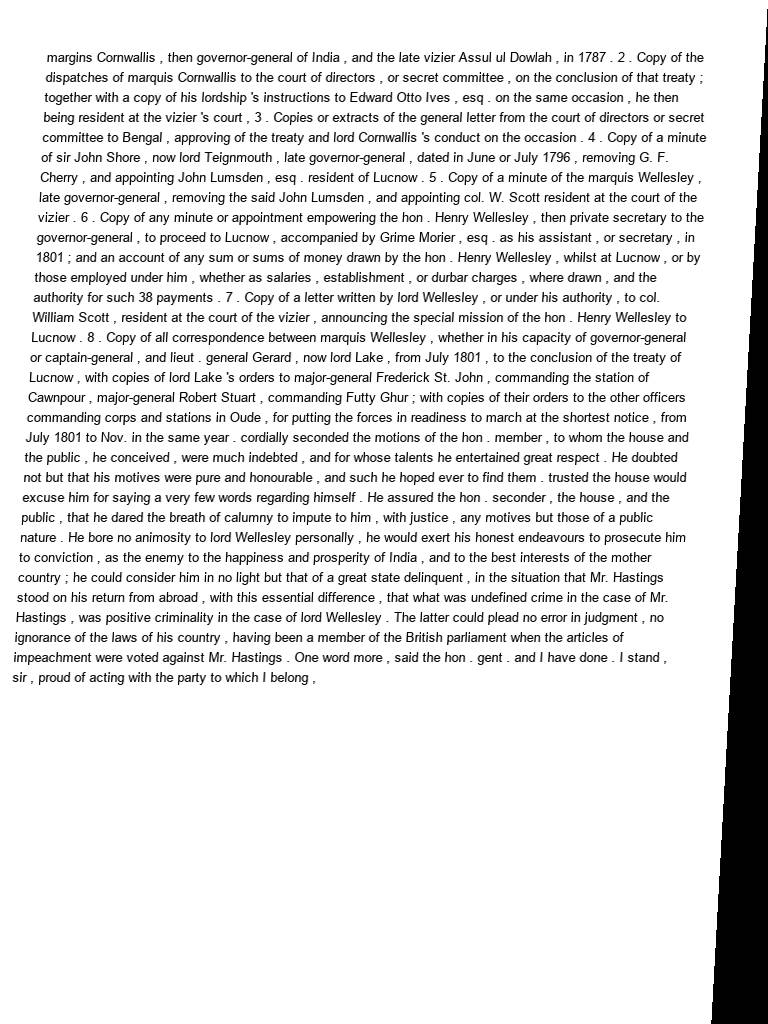 margins Cornwallis , then governor-general of India , and the late vizier Assul ul Dowlah , in 1787 . 2 . Copy of the
dispatches of marquis Cornwallis to the court of directors , or secret committee , on the conclusion of that treaty ;
together with a copy of his lordship 's instructions to Edward Otto Ives , esq . on the same occasion , he then
being resident at the vizier 's court , 3 . Copies or extracts of the general letter from the court of directors or secret
committee to Bengal , approving of the treaty and lord Cornwallis 's conduct on the occasion . 4 . Copy of a minute
of sir John Shore , now lord Teignmouth , late governor-general , dated in June or July 1796 , removing G. F.
Cherry , and appointing John Lumsden , esq . resident of Lucnow . 5 . Copy of a minute of the marquis Wellesley ,
late governor-general , removing the said John Lumsden , and appointing col. W. Scott resident at the court of the
vizier . 6 . Copy of any minute or appointment empowering the hon . Henry Wellesley , then private secretary to the
governor-general , to proceed to Lucnow , accompanied by Grime Morier , esq . as his assistant , or secretary , in
1801 ; and an account of any sum or sums of money drawn by the hon . Henry Wellesley , whilst at Lucnow , or by
those employed under him , whether as salaries , establishment , or durbar charges , where drawn , and the
authority for such 38 payments . 7 . Copy of a letter written by lord Wellesley , or under his authority , to col.
William Scott , resident at the court of the vizier , announcing the special mission of the hon . Henry Wellesley to
Lucnow . 8 . Copy of all correspondence between marquis Wellesley , whether in his capacity of governor-general
or captain-general , and lieut . general Gerard , now lord Lake , from July 1801 , to the conclusion of the treaty of
Lucnow , with copies of lord Lake 's orders to major-general Frederick St. John , commanding the station of
Cawnpour , major-general Robert Stuart , commanding Futty Ghur ; with copies of their orders to the other officers
commanding corps and stations in Oude , for putting the forces in readiness to march at the shortest notice , from
July 1801 to Nov. in the same year . cordially seconded the motions of the hon . member , to whom the house and
the public , he conceived , were much indebted , and for whose talents he entertained great respect . He doubted
not but that his motives were pure and honourable , and such he hoped ever to find them . trusted the house would
excuse him for saying a very few words regarding himself . He assured the hon . seconder , the house , and the
public , that he dared the breath of calumny to impute to him , with justice , any motives but those of a public
nature . He bore no animosity to lord Wellesley personally , he would exert his honest endeavours to prosecute him
to conviction , as the enemy to the happiness and prosperity of India , and to the best interests of the mother
country ; he could consider him in no light but that of a great state delinquent , in the situation that Mr. Hastings
stood on his return from abroad , with this essential difference , that what was undefined crime in the case of Mr.
Hastings , was positive criminality in the case of lord Wellesley . The latter could plead no error in judgment , no
ignorance of the laws of his country , having been a member of the British parliament when the articles of
impeachment were voted against Mr. Hastings . One word more , said the hon . gent . and I have done . I stand ,
sir , proud of acting with the party to which I belong ,